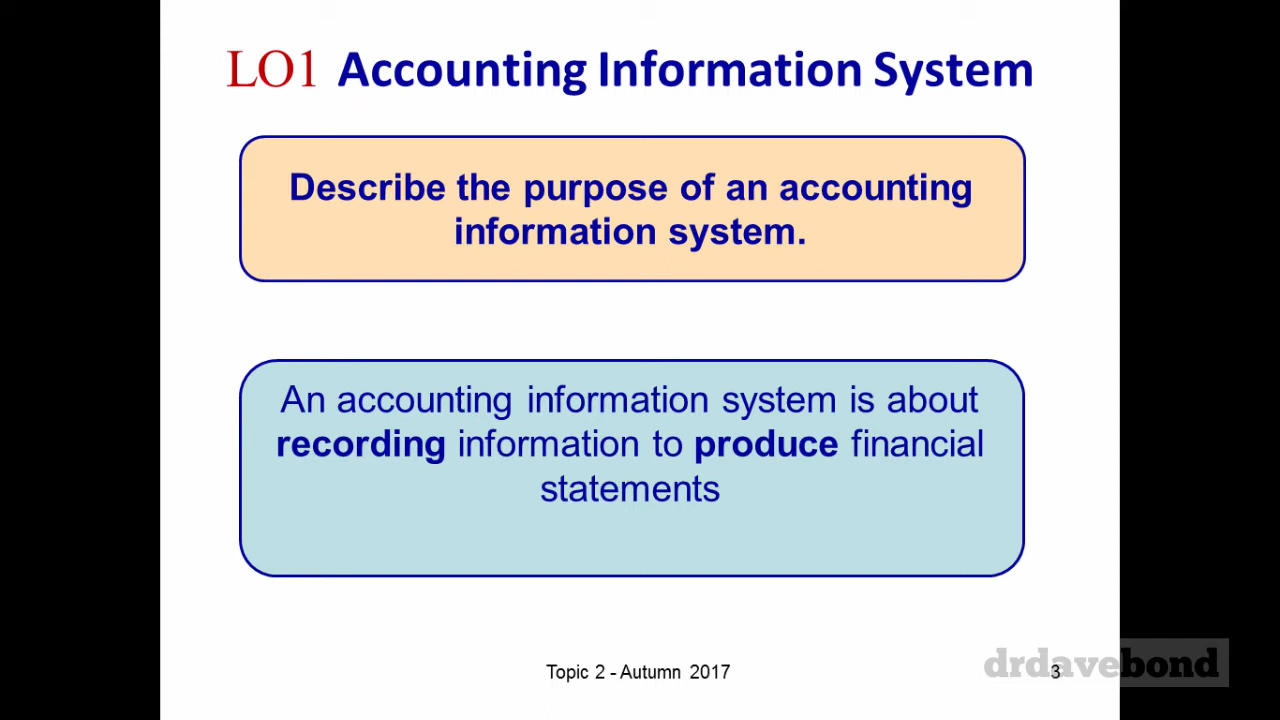 LO1 Accounting Information System
Describe the purpose of an accounting
information system.
An accounting information system is about
recording information to produce financial
statements
Topic 2 - Autumn 2017
3
drdavebond